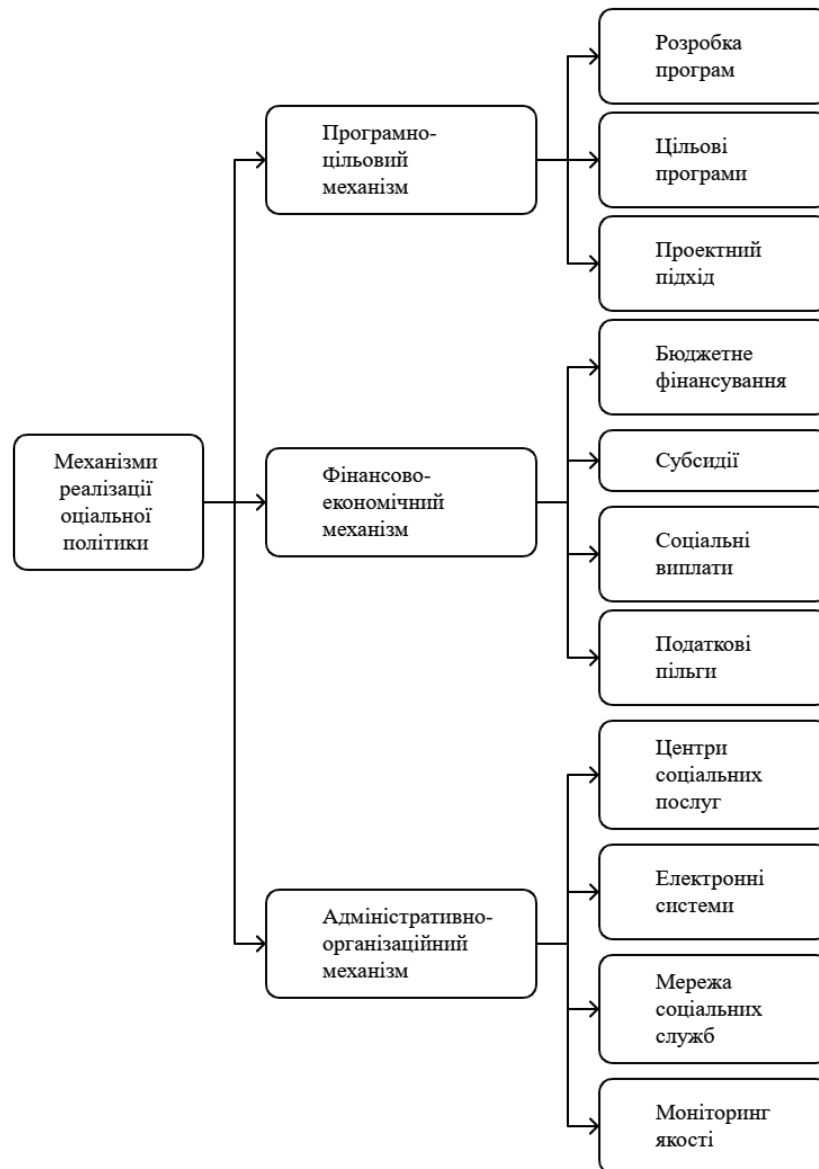 Механізми
реалізації
оціальної
політики
Програмно-
цільовий
механізм
Розробка
програм
Цільові
програми
Проектний
підхід
Фінансово-
економічний
механізм
Бюджетне
фінансування
Субсидії
Соціальні
виплати
Податкові
пільги
Адміністративно-
організаційний
механізм
Центри
соціальних
послуг
Електронні
системи
Мережа
соціальних
служб
Моніторинг
якості